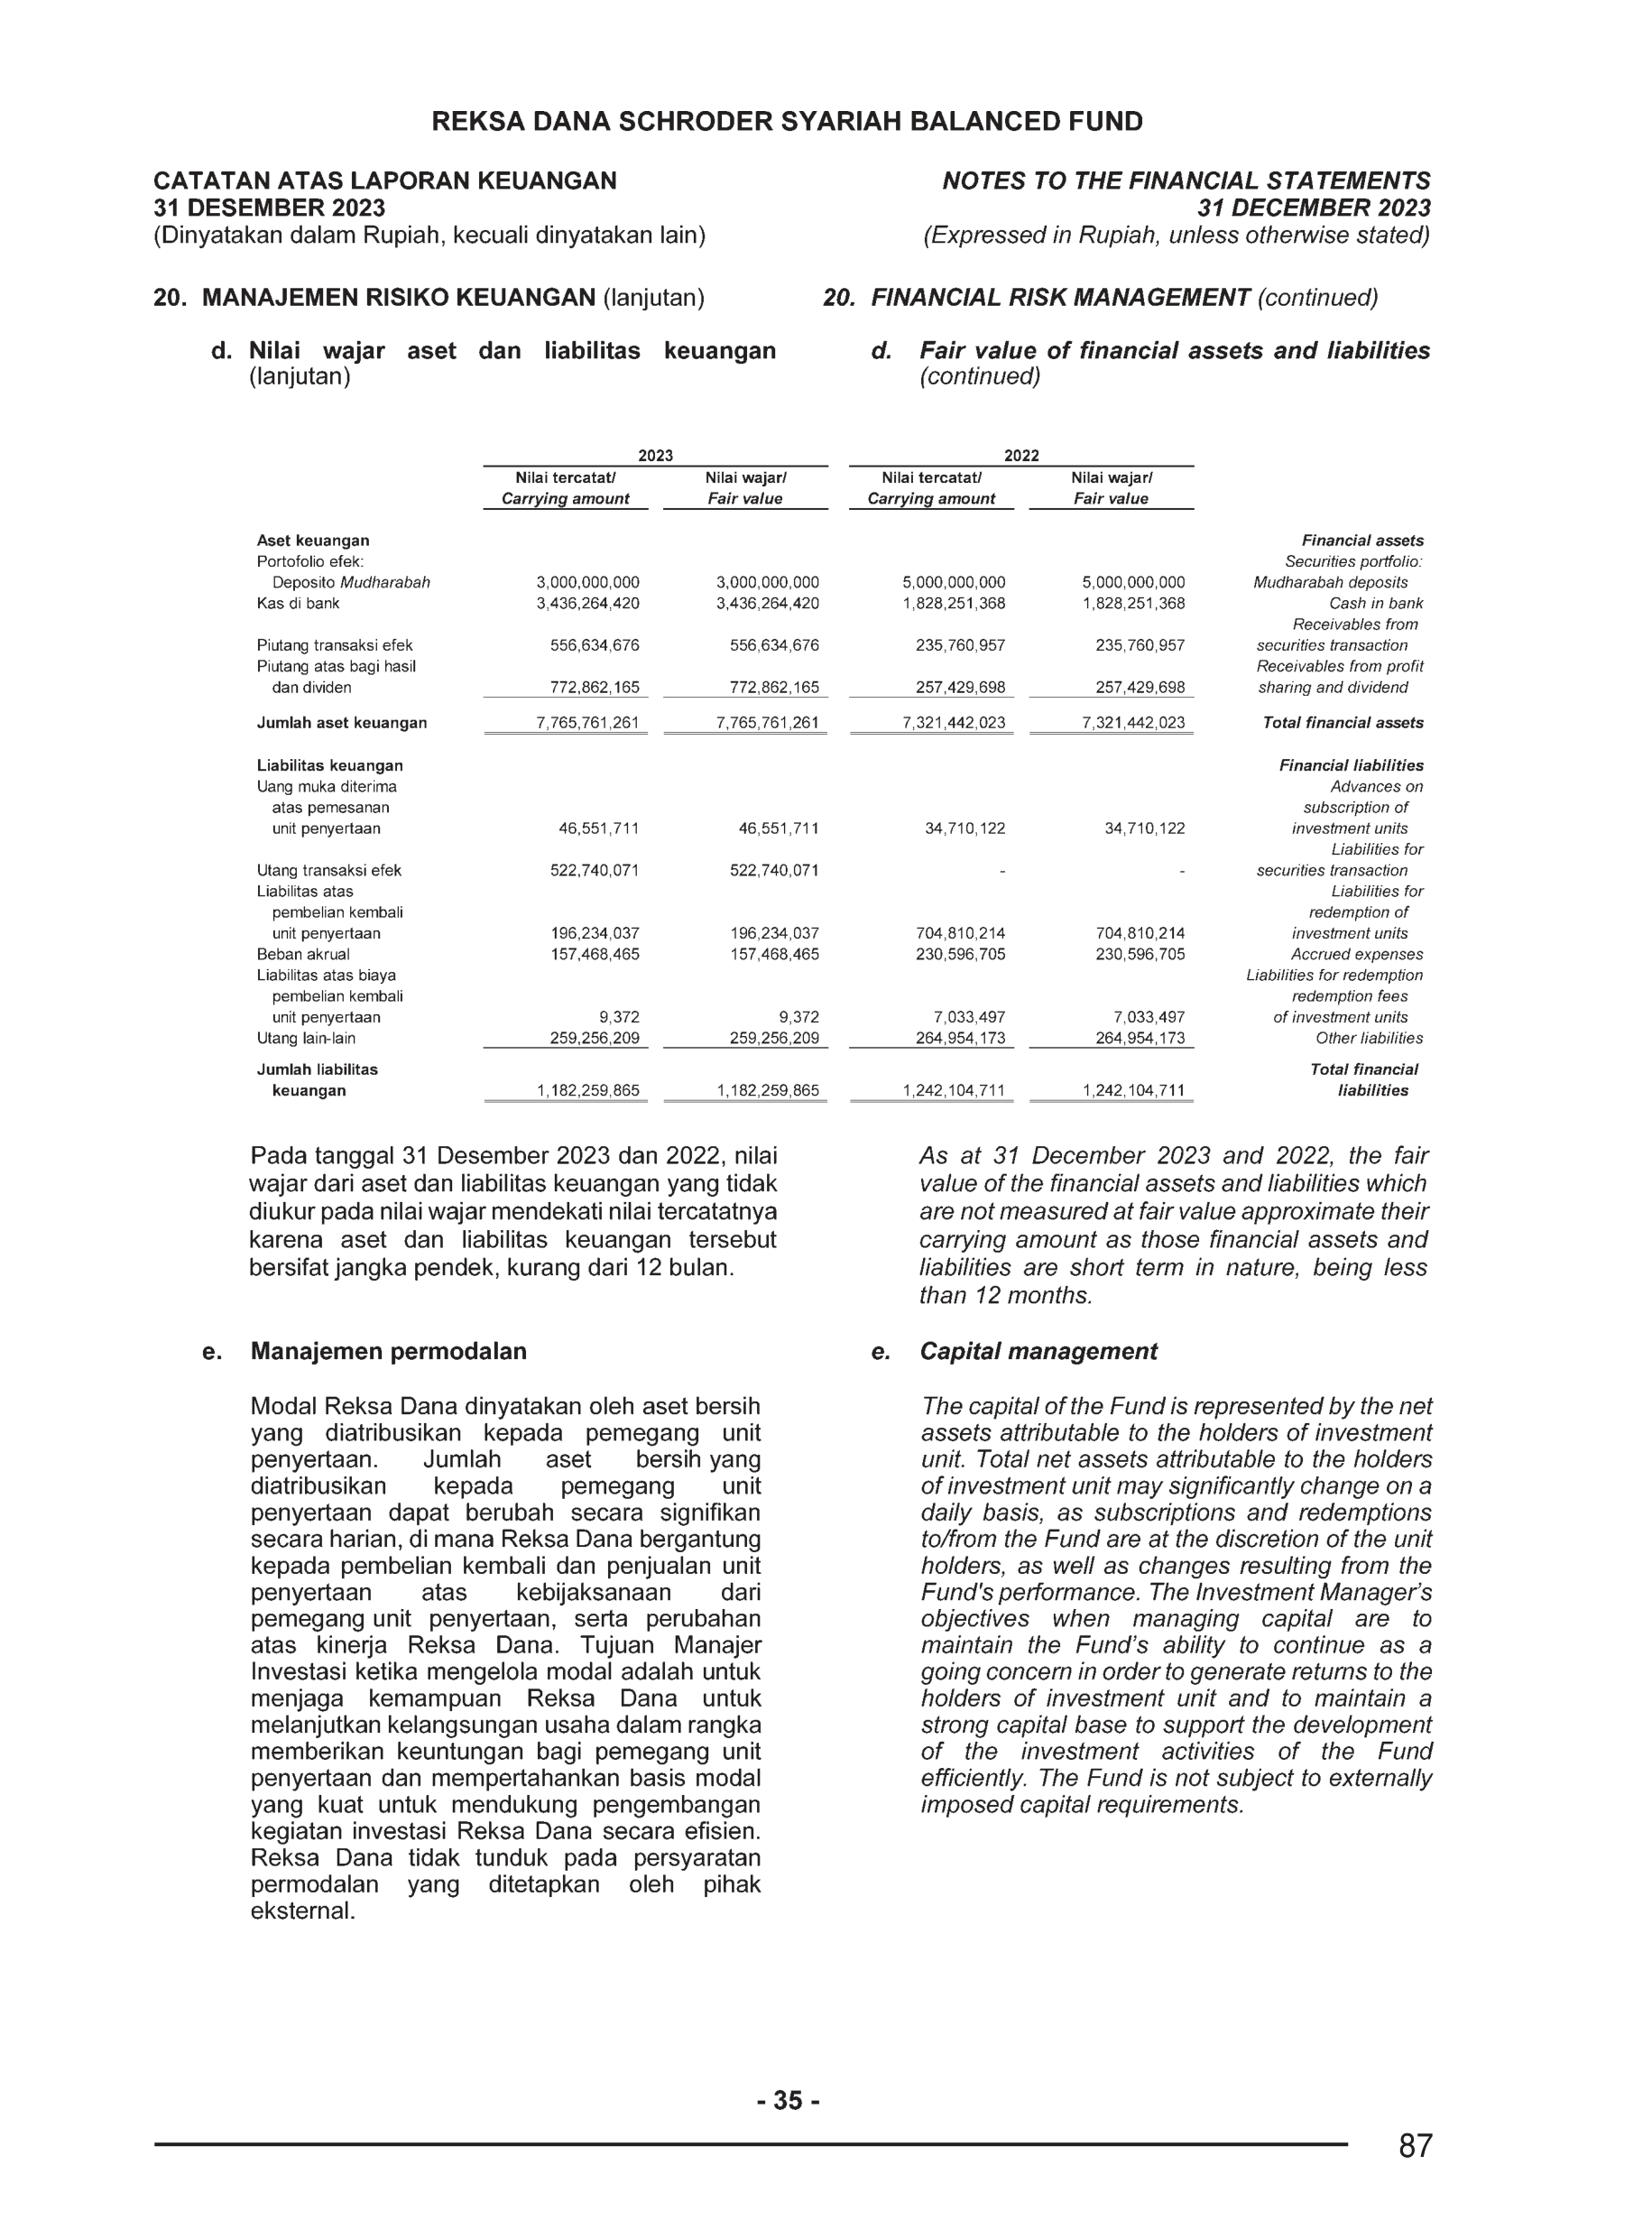 REKSA DANA SCHRODER SYARIAH BALANCED FUND
CATATAN ATAS LAPORAN KEUANGAN
31 DESEMBER 2023
(Dinyatakan dalam Rupiah, kecuali dinyatakan lain)
NOTES TO THE FINANCIAL STATEMENTS
31 DECEMBER 2023
(Expressed in Rupiah, unless otherwise stated)
20. MANAJEMEN RISIKO KEUANGAN (lanjutan)
20. FINANCIAL RISK MANAGEMENT (continued)
d. Nilai wajar aset dan liabilitas keuangan
(lanjutan)
d. Fair value of financial assets and liabilities
(continued)
2023 2022
Nilai tercatat/ Nilai wajar/ Nilai tercatat/ Nilai wajar/
Carrying amount Fair value Carrying amount Fair value
Aset keuangan Financial assets
Portofolio efek: Securities portfolio:
Deposito Mudharabah 3,000,000,000 3,000,000,000 5,000,000,000 5,000,000,000 Mudharabah deposits
Kas di bank 3,436,264,420 3,436,264,420 1,828,251,368 1,828,251,368 Cash in bank
Receivables from
Piutang transaksi efek 556,634,676 556,634,676 235,760,957 235,760,957 securities transaction
Piutang atas bagi hasil Receivables from profit
dan dividen 772,862,165 772,862,165 257,429,698 257,429,698 sharing and dividend
Jumlah aset keuangan 7,765,761,261 7,765,761,261 7,321,442,023 7,321,442,023 Total financial assets
Liabilitas keuangan Financial liabilities
Uang muka diterima Advances on
atas pemesanan subscription of
unit penyertaan 46,551,711 46,551,711 34,710,122 34,710,122 investment units
Liabilities for
Utang transaksi efek 522,740,071 522,740,071 - - securities transaction
Liabilitas atas Liabilities for
pembelian kembali redemption of
unit penyertaan 196,234,037 196,234,037 704,810,214 704,810,214 investment units
Beban akrual 157,468,465 157,468,465 230,596,705 230,596,705 Accrued expenses
Liabilitas atas biaya Liabilities for redemption
pembelian kembali redemption fees
unit penyertaan 9,372 9,372 7,033,497 7,033,497 of investment units
Utang lain-lain 259,256,209 259,256,209 264,954,173 264,954,173 Other liabilities
Jumlah liabilitas Total financial
keuangan 1,182,259,865 1,182,259,865 1,242,104,711 1,242,104,711 liabilities
Pada tanggal 31 Desember 2023 dan 2022, nilai
wajar dari aset dan liabilitas keuangan yang tidak
diukur pada nilai wajar mendekati nilai tercatatnya
karena aset dan liabilitas keuangan tersebut
bersifat jangka pendek, kurang dari 12 bulan.
As at 31 December 2023 and 2022, the fair
value of the financial assets and liabilities which
are not measured at fair value approximate their
carrying amount as those financial assets and
liabilities are short term in nature, being less
than 12 months.
e. Manajemen permodalan
e. Capital management
Modal Reksa Dana dinyatakan oleh aset bersih
yang diatribusikan kepada pemegang unit
penyertaan. Jumlah aset bersih yang
diatribusikan kepada pemegang unit
penyertaan dapat berubah secara signifikan
secara harian, di mana Reksa Dana bergantung
kepada pembelian kembali dan penjualan unit
penyertaan atas kebijaksanaan dari
pemegang unit penyertaan, serta perubahan
atas kinerja Reksa Dana. Tujuan Manajer
Investasi ketika mengelola modal adalah untuk
menjaga kemampuan Reksa Dana untuk
melanjutkan kelangsungan usaha dalam rangka
memberikan keuntungan bagi pemegang unit
penyertaan dan mempertahankan basis modal
yang kuat untuk mendukung pengembangan
kegiatan investasi Reksa Dana secara efisien.
Reksa Dana tidak tunduk pada persyaratan
permodalan yang ditetapkan oleh pihak
eksternal.
The capital of the Fund is represented by the net
assets attributable to the holders of investment
unit. Total net assets attributable to the holders
of investment unit may significantly change on a
daily basis, as subscriptions and redemptions
to/from the Fund are at the discretion of the unit
holders, as well as changes resulting from the
Fund's performance. The Investment Manager’s
objectives when managing capital are to
maintain the Fund’s ability to continue as a
going concern in order to generate returns to the
holders of investment unit and to maintain a
strong capital base to support the development
of the investment activities of the Fund
efficiently. The Fund is not subject to externally
imposed capital requirements.
- 35 -
87